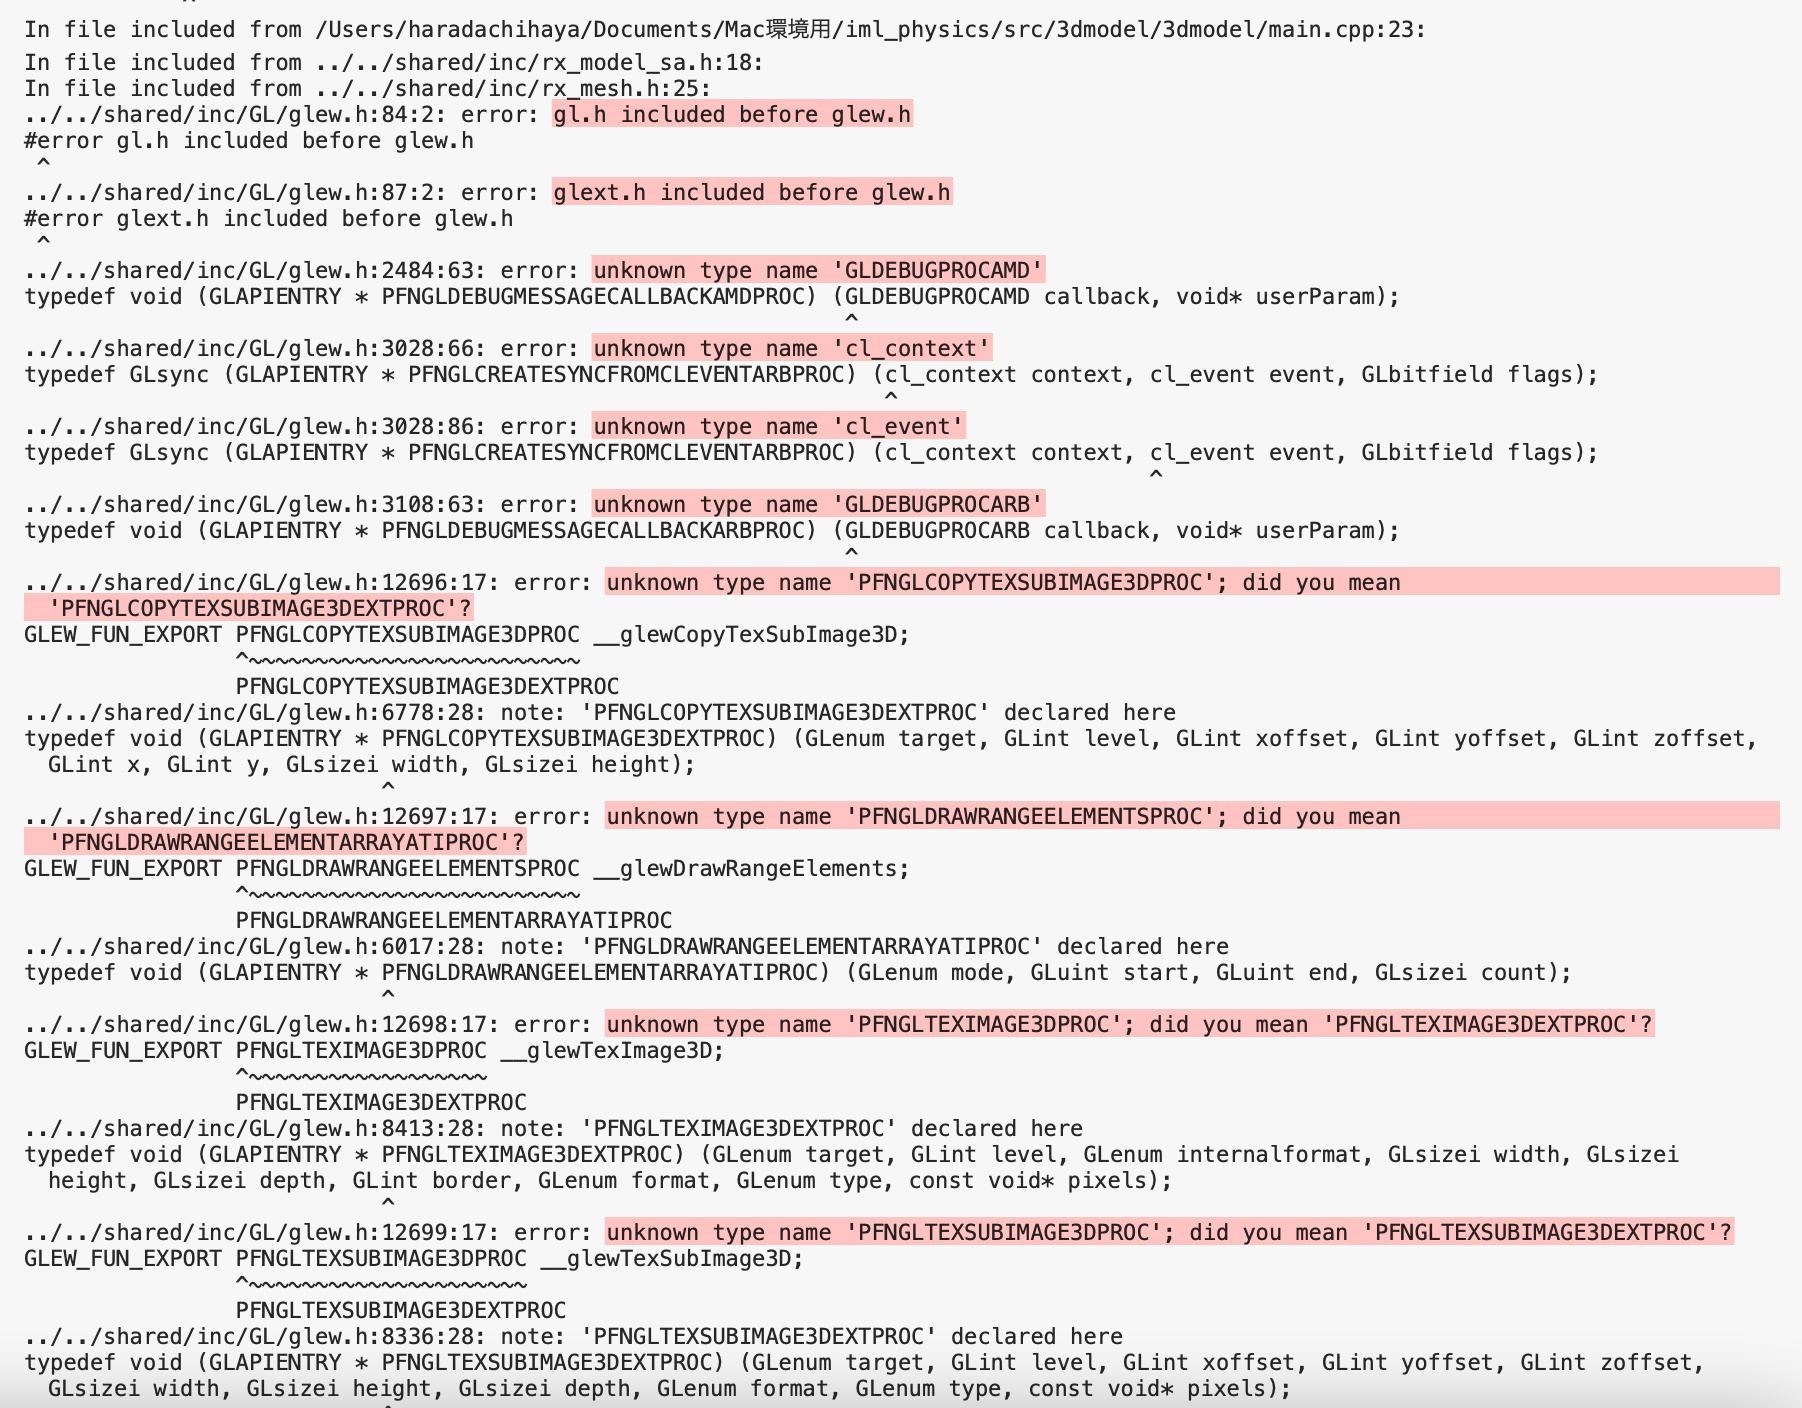 In file included from /Users/haradachihaya/Documents/Mac環境用/iml_physics/src/3dmodel/3dmodel/main.cpp:23:
In file included from ../../shared/inc/rx_model_sa.h:18:
In file included from ../../shared/inc/rx_mesh.h:25:
../../shared/inc/GL/glew.h:84:2: error: gl.h included before glew.h
#error gl.h included before glew.h
^
../../shared/inc/GL/glew.h:87:2: error: glext.h included before glew.h
#error glext.h included before glew.h
^
../../shared/inc/GL/glew.h:2484:63: error: unknown type name 'GLDEBUGPROCAMD'
typedef void (GLAPIENTRY * PFNGLDEBUGMESSAGECALLBACKAMDPROC) (GLDEBUGPROCAMD callback, void* userParam);
^
../../shared/inc/GL/glew.h:3028:66: error: unknown type name 'cl_context'
typedef GLsync (GLAPIENTRY * PFNGLCREATESYNCFROMCLEVENTARBPROC) (cl_context context, cl_event event, GLbitfield flags);
^
../../shared/inc/GL/glew.h:3028:86: error: unknown type name 'cl_event'
typedef GLsync (GLAPIENTRY * PFNGLCREATESYNCFROMCLEVENTARBPROC) (cl_context context, cl_event event, GLbitfield flags);
^
../../shared/inc/GL/glew.h:3108:63: error: unknown type name 'GLDEBUGPROCARB'
typedef void (GLAPIENTRY * PFNGLDEBUGMESSAGECALLBACKARBPROC) (GLDEBUGPROCARB callback, void* userParam);
^
../../shared/inc/GL/glew.h:12696:17: error: unknown type name 'PFNGLCOPYTEXSUBIMAGE3DPROC'; did you mean
'PFNGLCOPYTEXSUBIMAGE3DEXTPROC'?
GLEW_FUN_EXPORT PFNGLCOPYTEXSUBIMAGE3DPROC __glewCopyTexSubImage3D;
^~~~~~~~~~~~~~~~~~~~~~~~~~
PFNGLCOPYTEXSUBIMAGE3DEXTPROC
../../shared/inc/GL/glew.h:6778:28: note: 'PFNGLCOPYTEXSUBIMAGE3DEXTPROC' declared here
typedef void (GLAPIENTRY * PFNGLCOPYTEXSUBIMAGE3DEXTPROC) (GLenum target, GLint level, GLint xoffset, GLint yoffset, GLint zoffset,
GLint x, GLint y, GLsizei width, GLsizei height);
^
../../shared/inc/GL/glew.h:12697:17: error: unknown type name 'PFNGLDRAWRANGEELEMENTSPROC'; did you mean
'PFNGLDRAWRANGEELEMENTARRAYATIPROC'?
GLEW_FUN_EXPORT PFNGLDRAWRANGEELEMENTSPROC __glewDrawRangeElements;
^~~~~~~~~~~~~~~~~~~~~~~~~~
PFNGLDRAWRANGEELEMENTARRAYATIPROC
../../shared/inc/GL/glew.h:6017:28: note: 'PFNGLDRAWRANGEELEMENTARRAYATIPROC' declared here
typedef void (GLAPIENTRY * PFNGLDRAWRANGEELEMENTARRAYATIPROC) (GLenum mode, GLuint start, GLuint end, GLsizei count);
^
../../shared/inc/GL/glew.h:12698:17: error: unknown type name 'PFNGLTEXIMAGE3DPROC'; did you mean 'PFNGLTEXIMAGE3DEXTPROC'?
GLEW_FUN_EXPORT PFNGLTEXIMAGE3DPROC __glewTexImage3D;
^~~~~~~~~~~~~~~~~~~
PFNGLTEXIMAGE3DEXTPROC
../../shared/inc/GL/glew.h:8413:28: note: 'PFNGLTEXIMAGE3DEXTPROC' declared here
typedef void (GLAPIENTRY * PFNGLTEXIMAGE3DEXTPROC) (GLenum target, GLint level, GLenum internalformat, GLsizei width, GLsizei
height, GLsizei depth, GLint border, GLenum format, GLenum type, const void* pixels);
^
../../shared/inc/GL/glew.h:12699:17: error: unknown type name 'PFNGLTEXSUBIMAGE3DPROC'; did you mean 'PFNGLTEXSUBIMAGE3DEXTPROC'?
GLEW_FUN_EXPORT PFNGLTEXSUBIMAGE3DPROC __glewTexSubImage3D;
^~~~~~~~~~~~~~~~~~~~~~
PFNGLTEXSUBIMAGE3DEXTPROC
../../shared/inc/GL/glew.h:8336:28: note: 'PFNGLTEXSUBIMAGE3DEXTPROC' declared here
typedef void (GLAPIENTRY * PFNGLTEXSUBIMAGE3DEXTPROC) (GLenum target, GLint level, GLint xoffset, GLint yoffset, GLint zoffset,
GLsizei width, GLsizei height, GLsizei depth, GLenum format, GLenum type, const void* pixels);